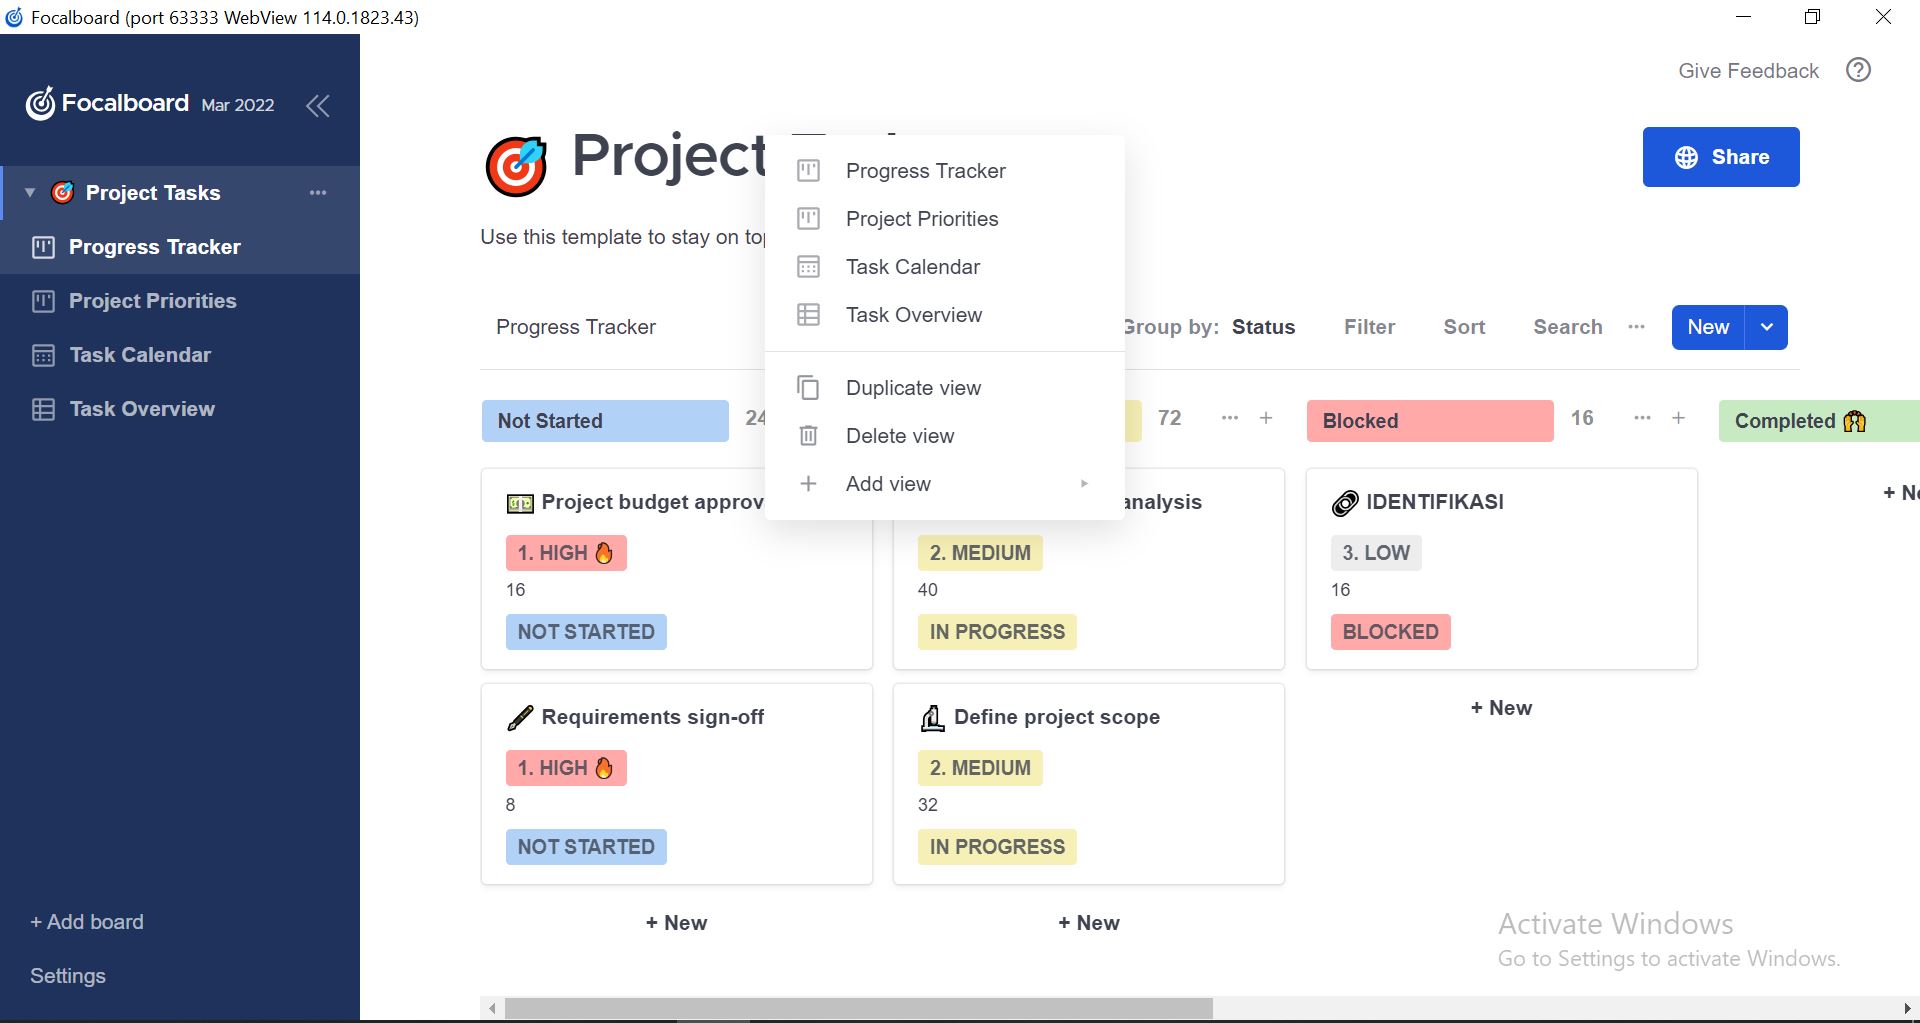 Focalboard (port 63333 WebView 114.0.1823.43)
Give Feedback
Focalboard Mar 2022
Project
Share
Project Tasks
Progress Tracker
Project Priorities
Task Calendar
Task Overview
Use this template to stay on top
Progress Tracker
Progress Tracker
Project Priorities
Task Calendar
Task Overview
Duplicate view
Delete view
+ Add view
Group by: Status
Filter
Sort
Search
New
Not Started 24
72
Blocked 16
Completed
Project budget approv
1. HIGH
16
NOT STARTED
Requirements sign-off
1. HIGH
8
NOT STARTED
+ New
analysis
2. MEDIUM
40
IN PROGRESS
Define project scope
2. MEDIUM
32
IN PROGRESS
+ New
IDENTIFIKASI
3. LOW
16
BLOCKED
+ New
+ Ne
+ Add board
Settings
Activate Windows
Go to Settings to activate Windows.